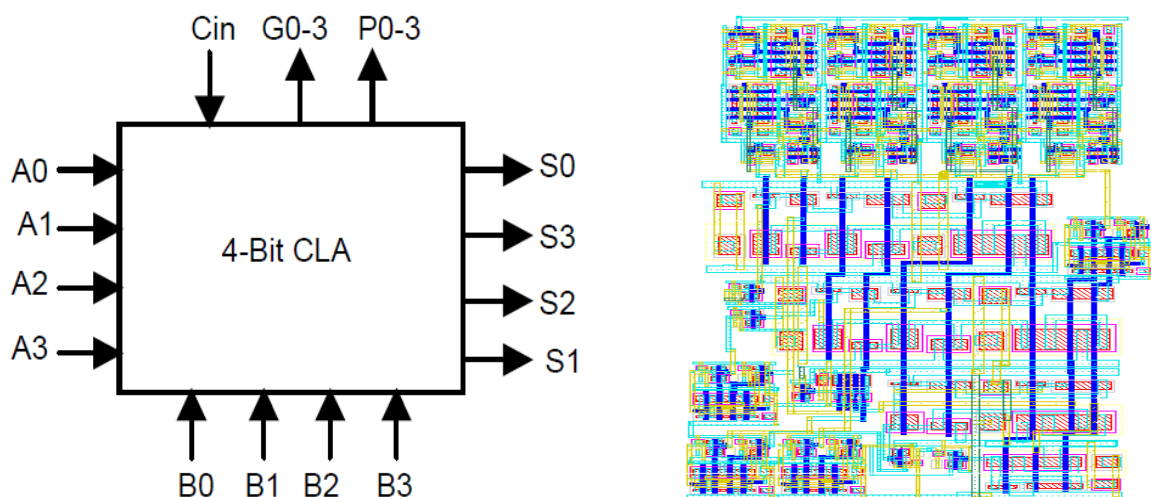 Cin G0-3 P0-3
A0
A1
A2
A3
4-Bit CLA
S0
S3
S2
S1
B0 B1 B2 B3